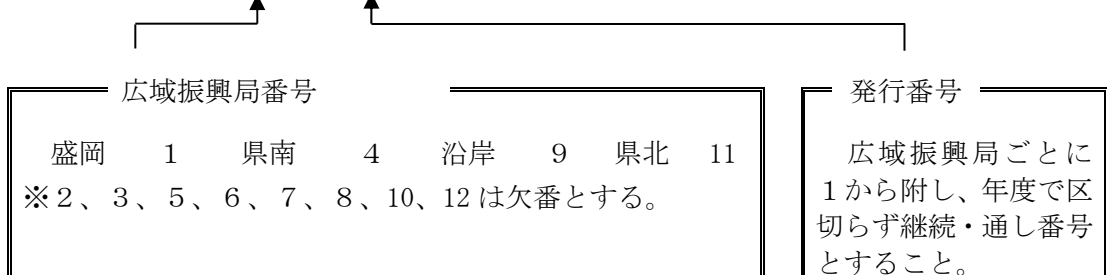 広域振興局番号
盛岡　1　県南　4　沿岸　9　県北　11
※2、3、5、6、7、8、10、12は欠番とする。
発行番号
広域振興局ごとに
1から附し、年度で区
切らず継続・通し番号
とすること。